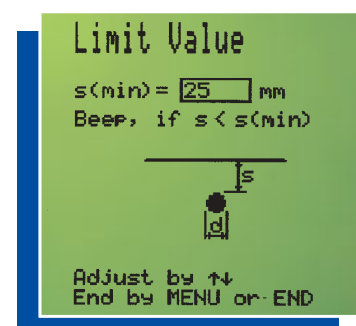 Limit Value
s(min)= 25 mm
Beep, if s < s(min)
s
d
Adjust by ↑↓
End by MENU or END